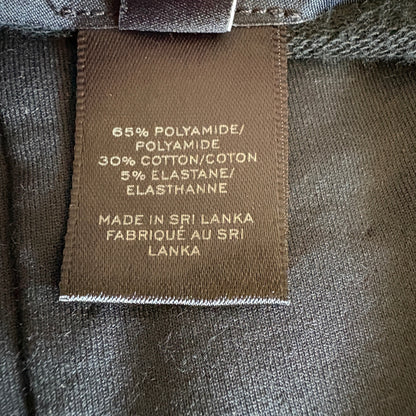 65% POLYAMIDE/
POLYAMIDE
30% COTTON/COTON
5% ELASTANE/
ELASTHANNE
MADE IN SRI LANKA
FABRIQUÉ AU SRI
LANKA